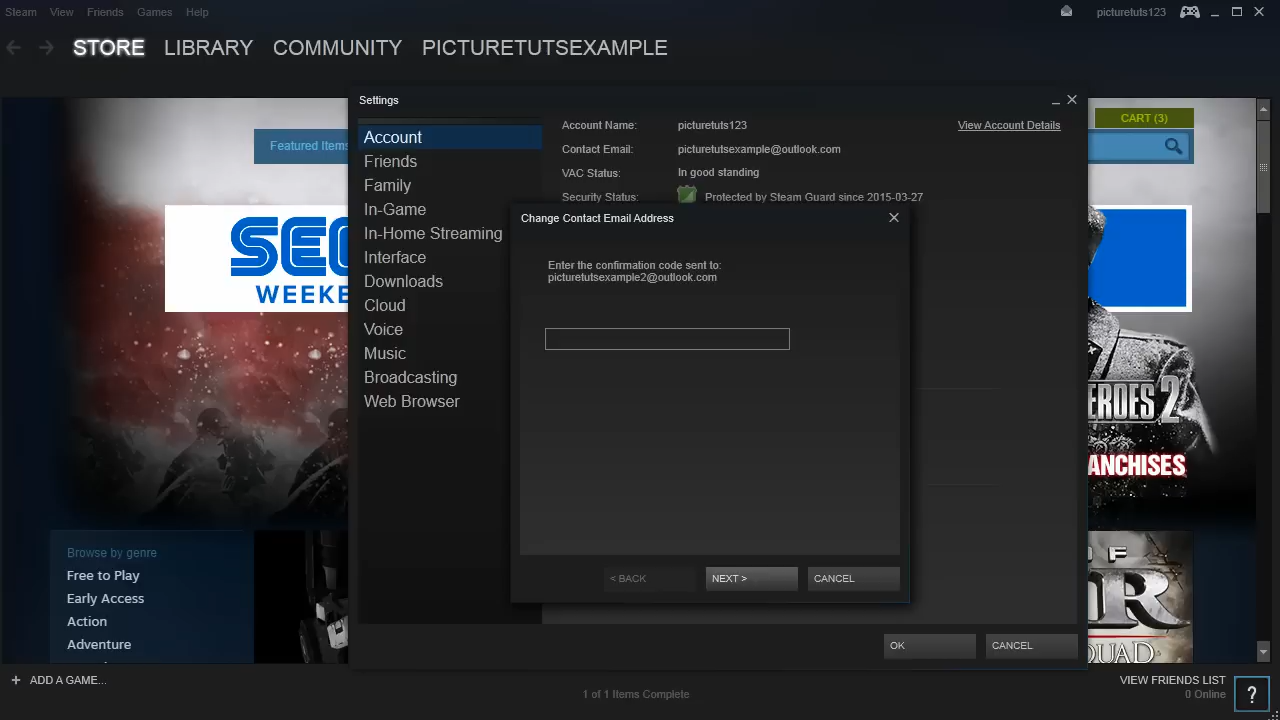 Steam View Friends Games Help
picturetuts123
STORE LIBRARY COMMUNITY PICTURETUTSEXAMPLE
Settings
Account
Friends
Family
In-Game
In-Home Streaming
Interface
Downloads
Cloud
Voice
Music
Broadcasting
Web Browser
Account Name: picturetuts123 View Account Details
Contact Email: picturetutsexample@outlook.com
VAC Status: In good standing
Security Status: Protected by Steam Guard since 2015-03-27
Change Contact Email Address
Enter the confirmation code sent to:
picturetutsexample2@outlook.com
< BACK NEXT > CANCEL
OK CANCEL
CART (3)
Featured Items
SEG
WEEKE
EROES 2
ANCHISES
OF
R
QUAD
Browse by genre
Free to Play
Early Access
Action
Adventure
+ ADD A GAME...
1 of 1 Items Complete
VIEW FRIENDS LIST
0 Online
?